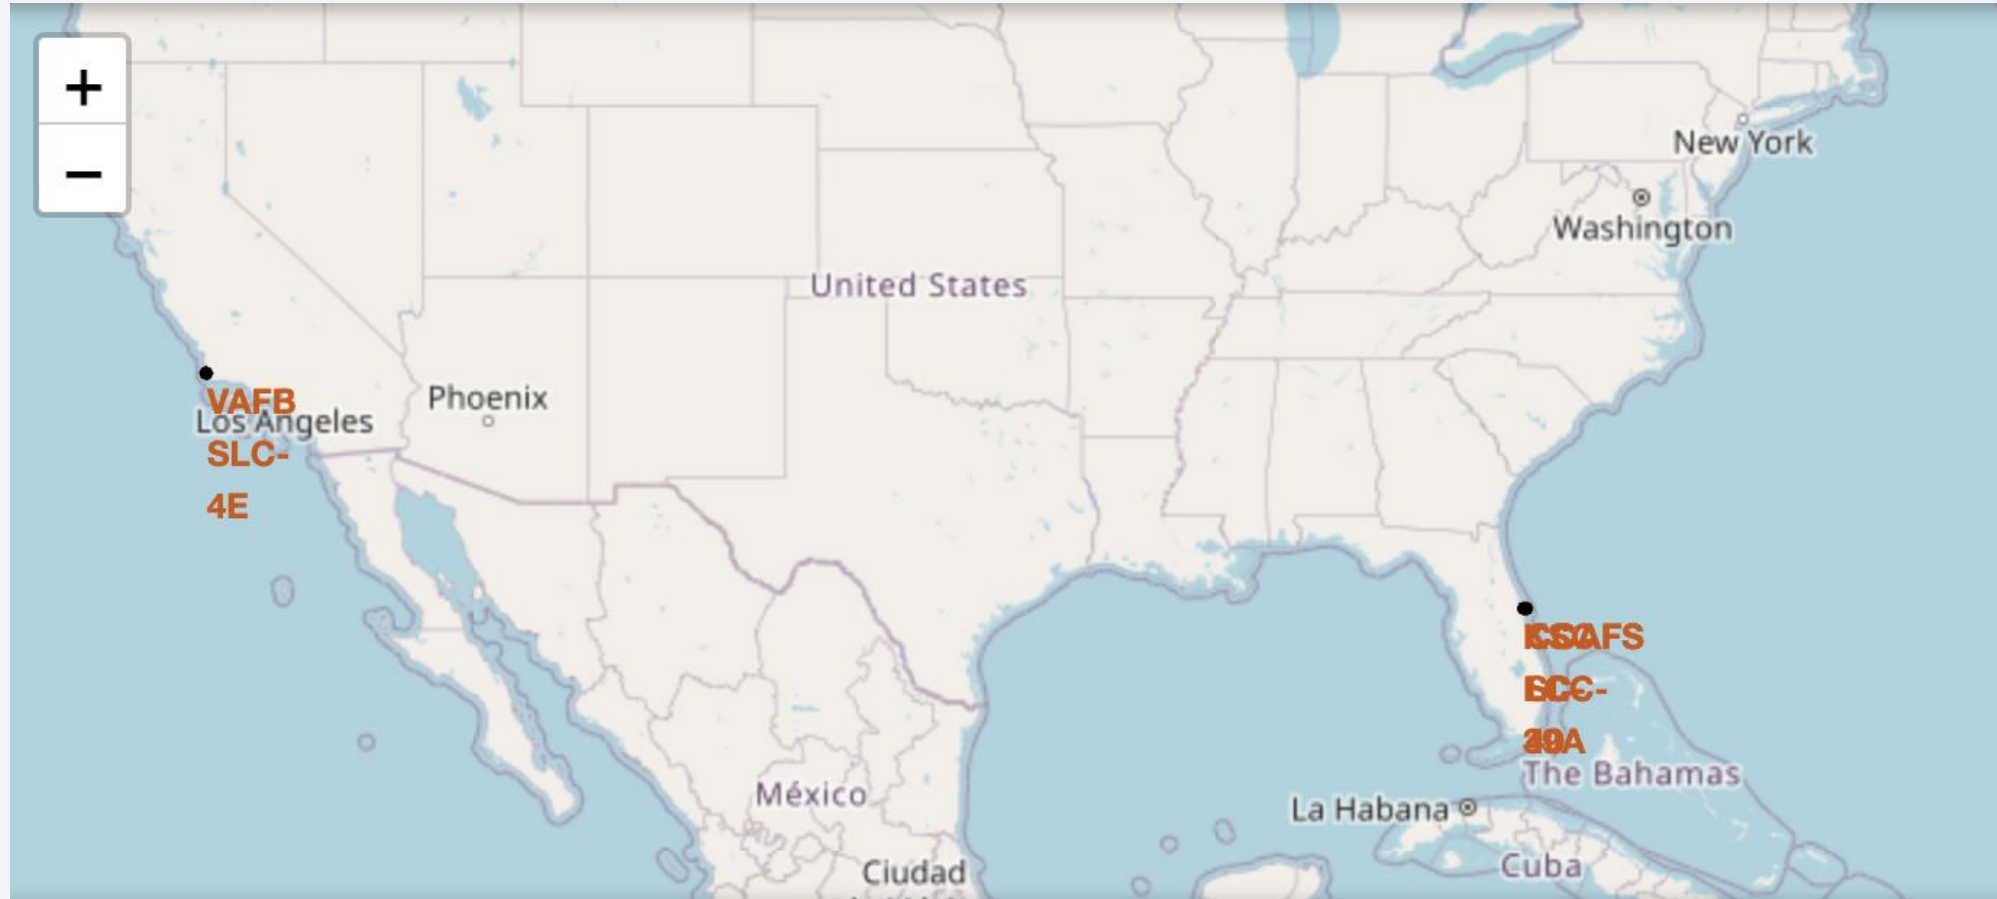 +
New York
−
Washington
United States
VAFB
Phoenix
Los Angeles
SLC-
4E
México
The Bahamas
La Habana
Cuba
Ciudad